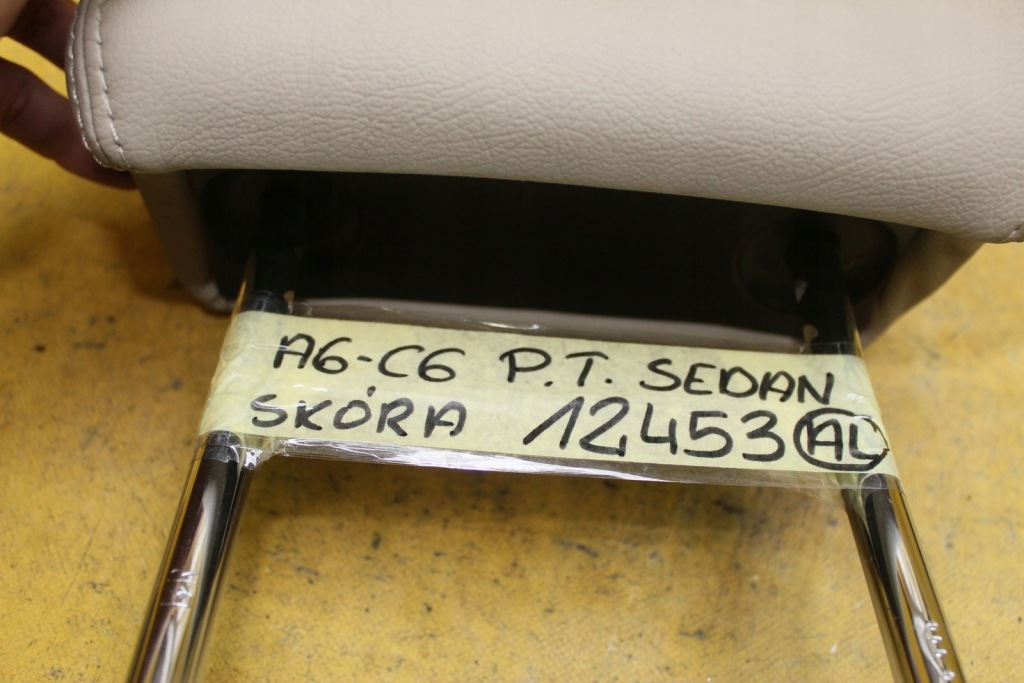 A6-C6 P.T. SEDAN
SKÓRA 12453 AL